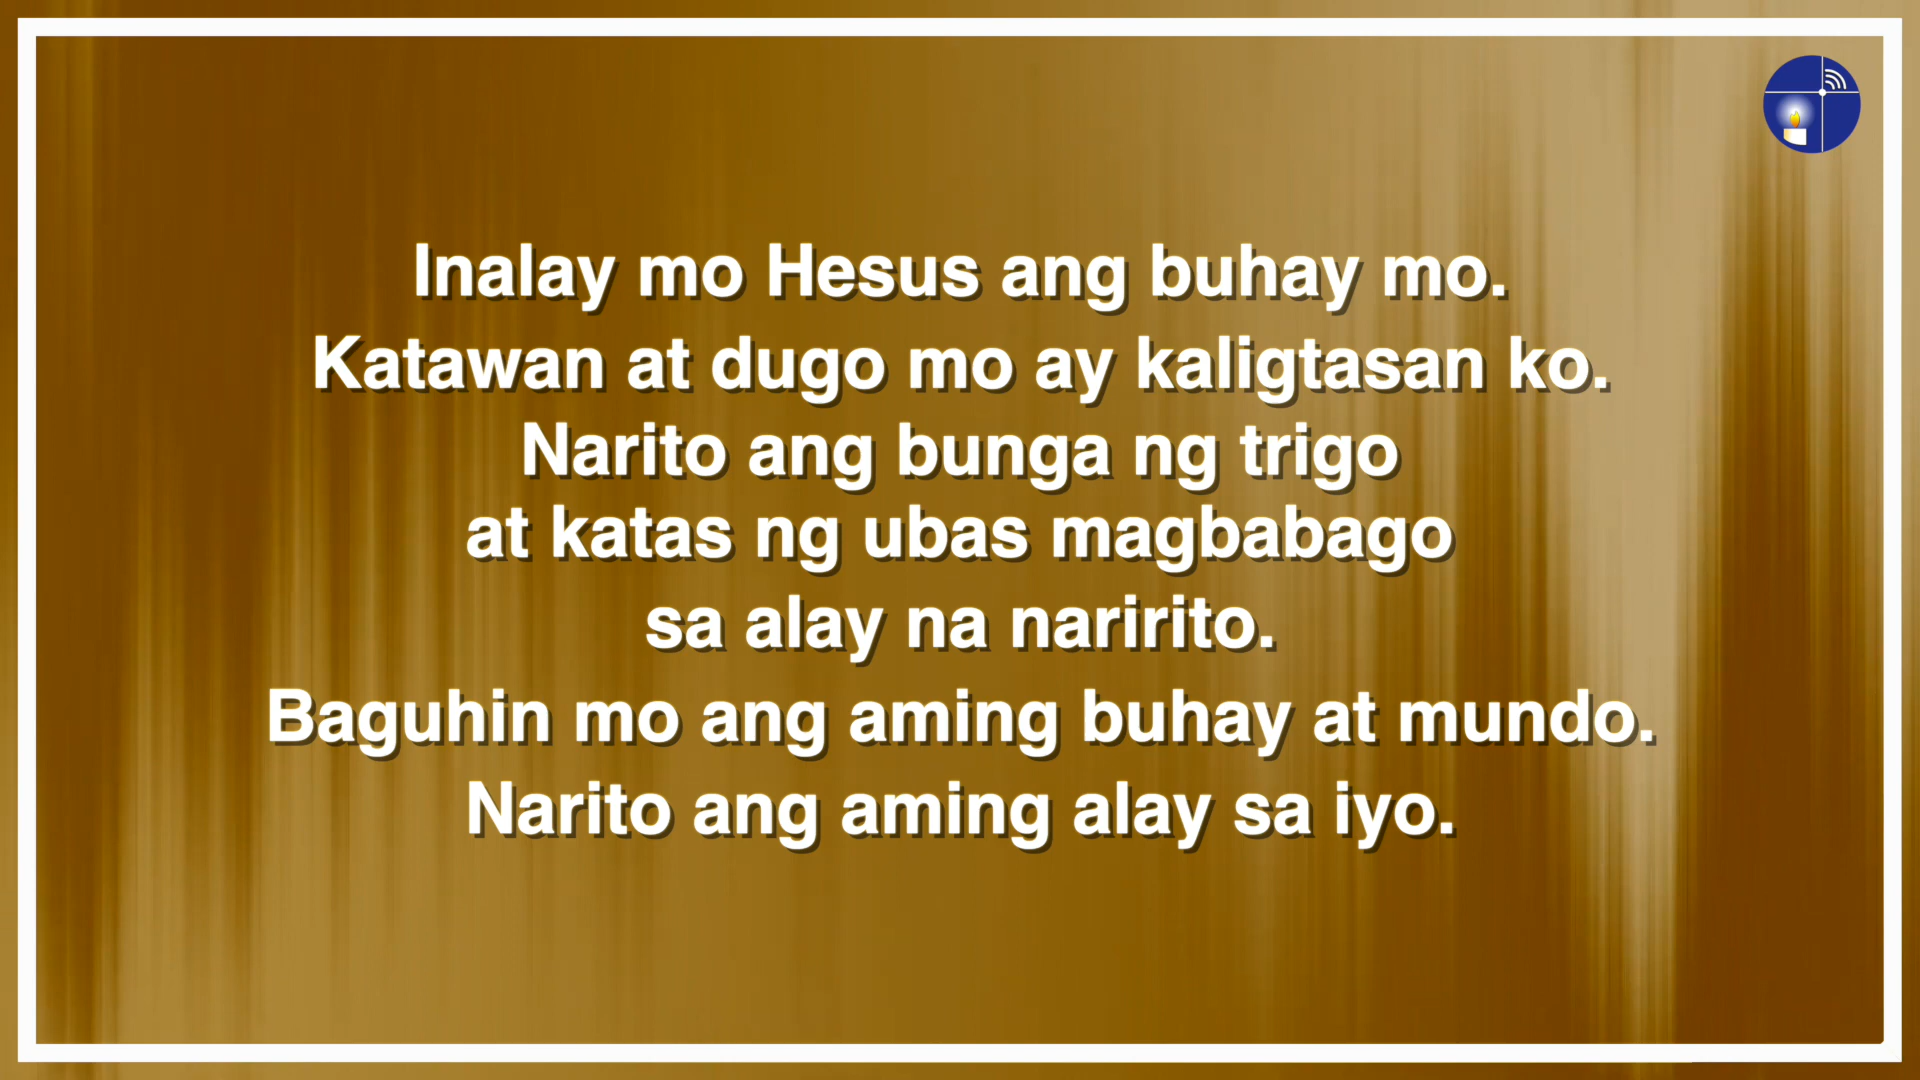 Inalay mo Hesus ang buhay mo.
Katawan at dugo mo ay kaligtasan ko.
Narito ang bunga ng trigo
at katas ng ubas magbabago
sa alay na naririto.
Baguhin mo ang aming buhay at mundo.
Narito ang aming alay sa iyo.